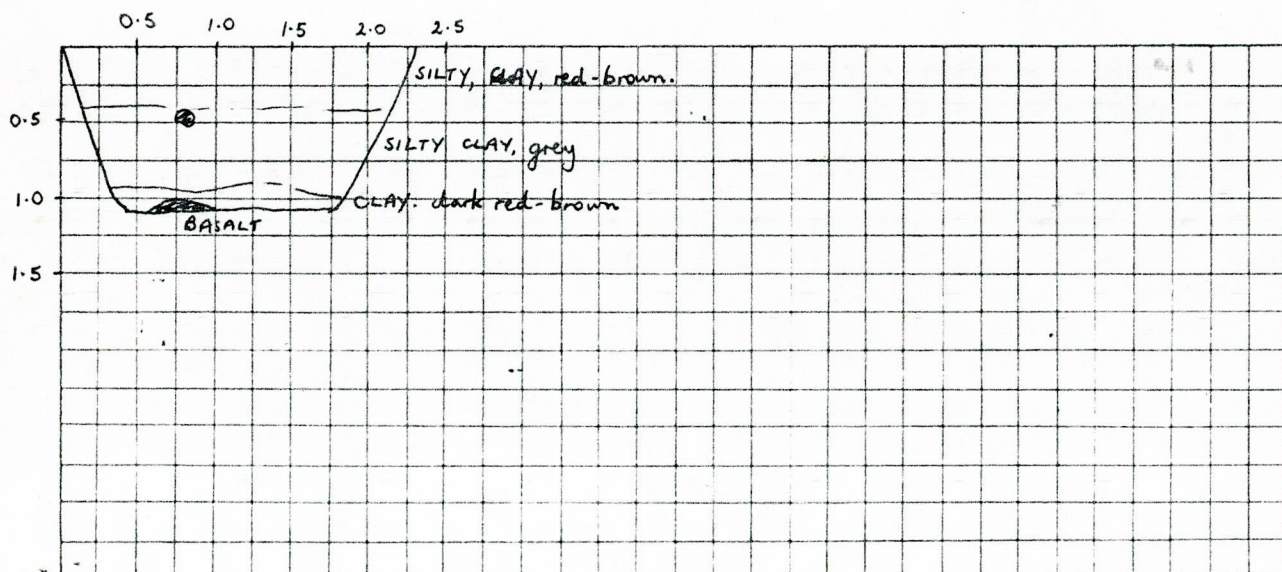 0.5 1.0 1.5 2.0 2.5
SILTY, CLAY, red-brown.
0.5
SILTY CLAY, grey
1.0
CLAY. dark red-brown
BASALT
1.5